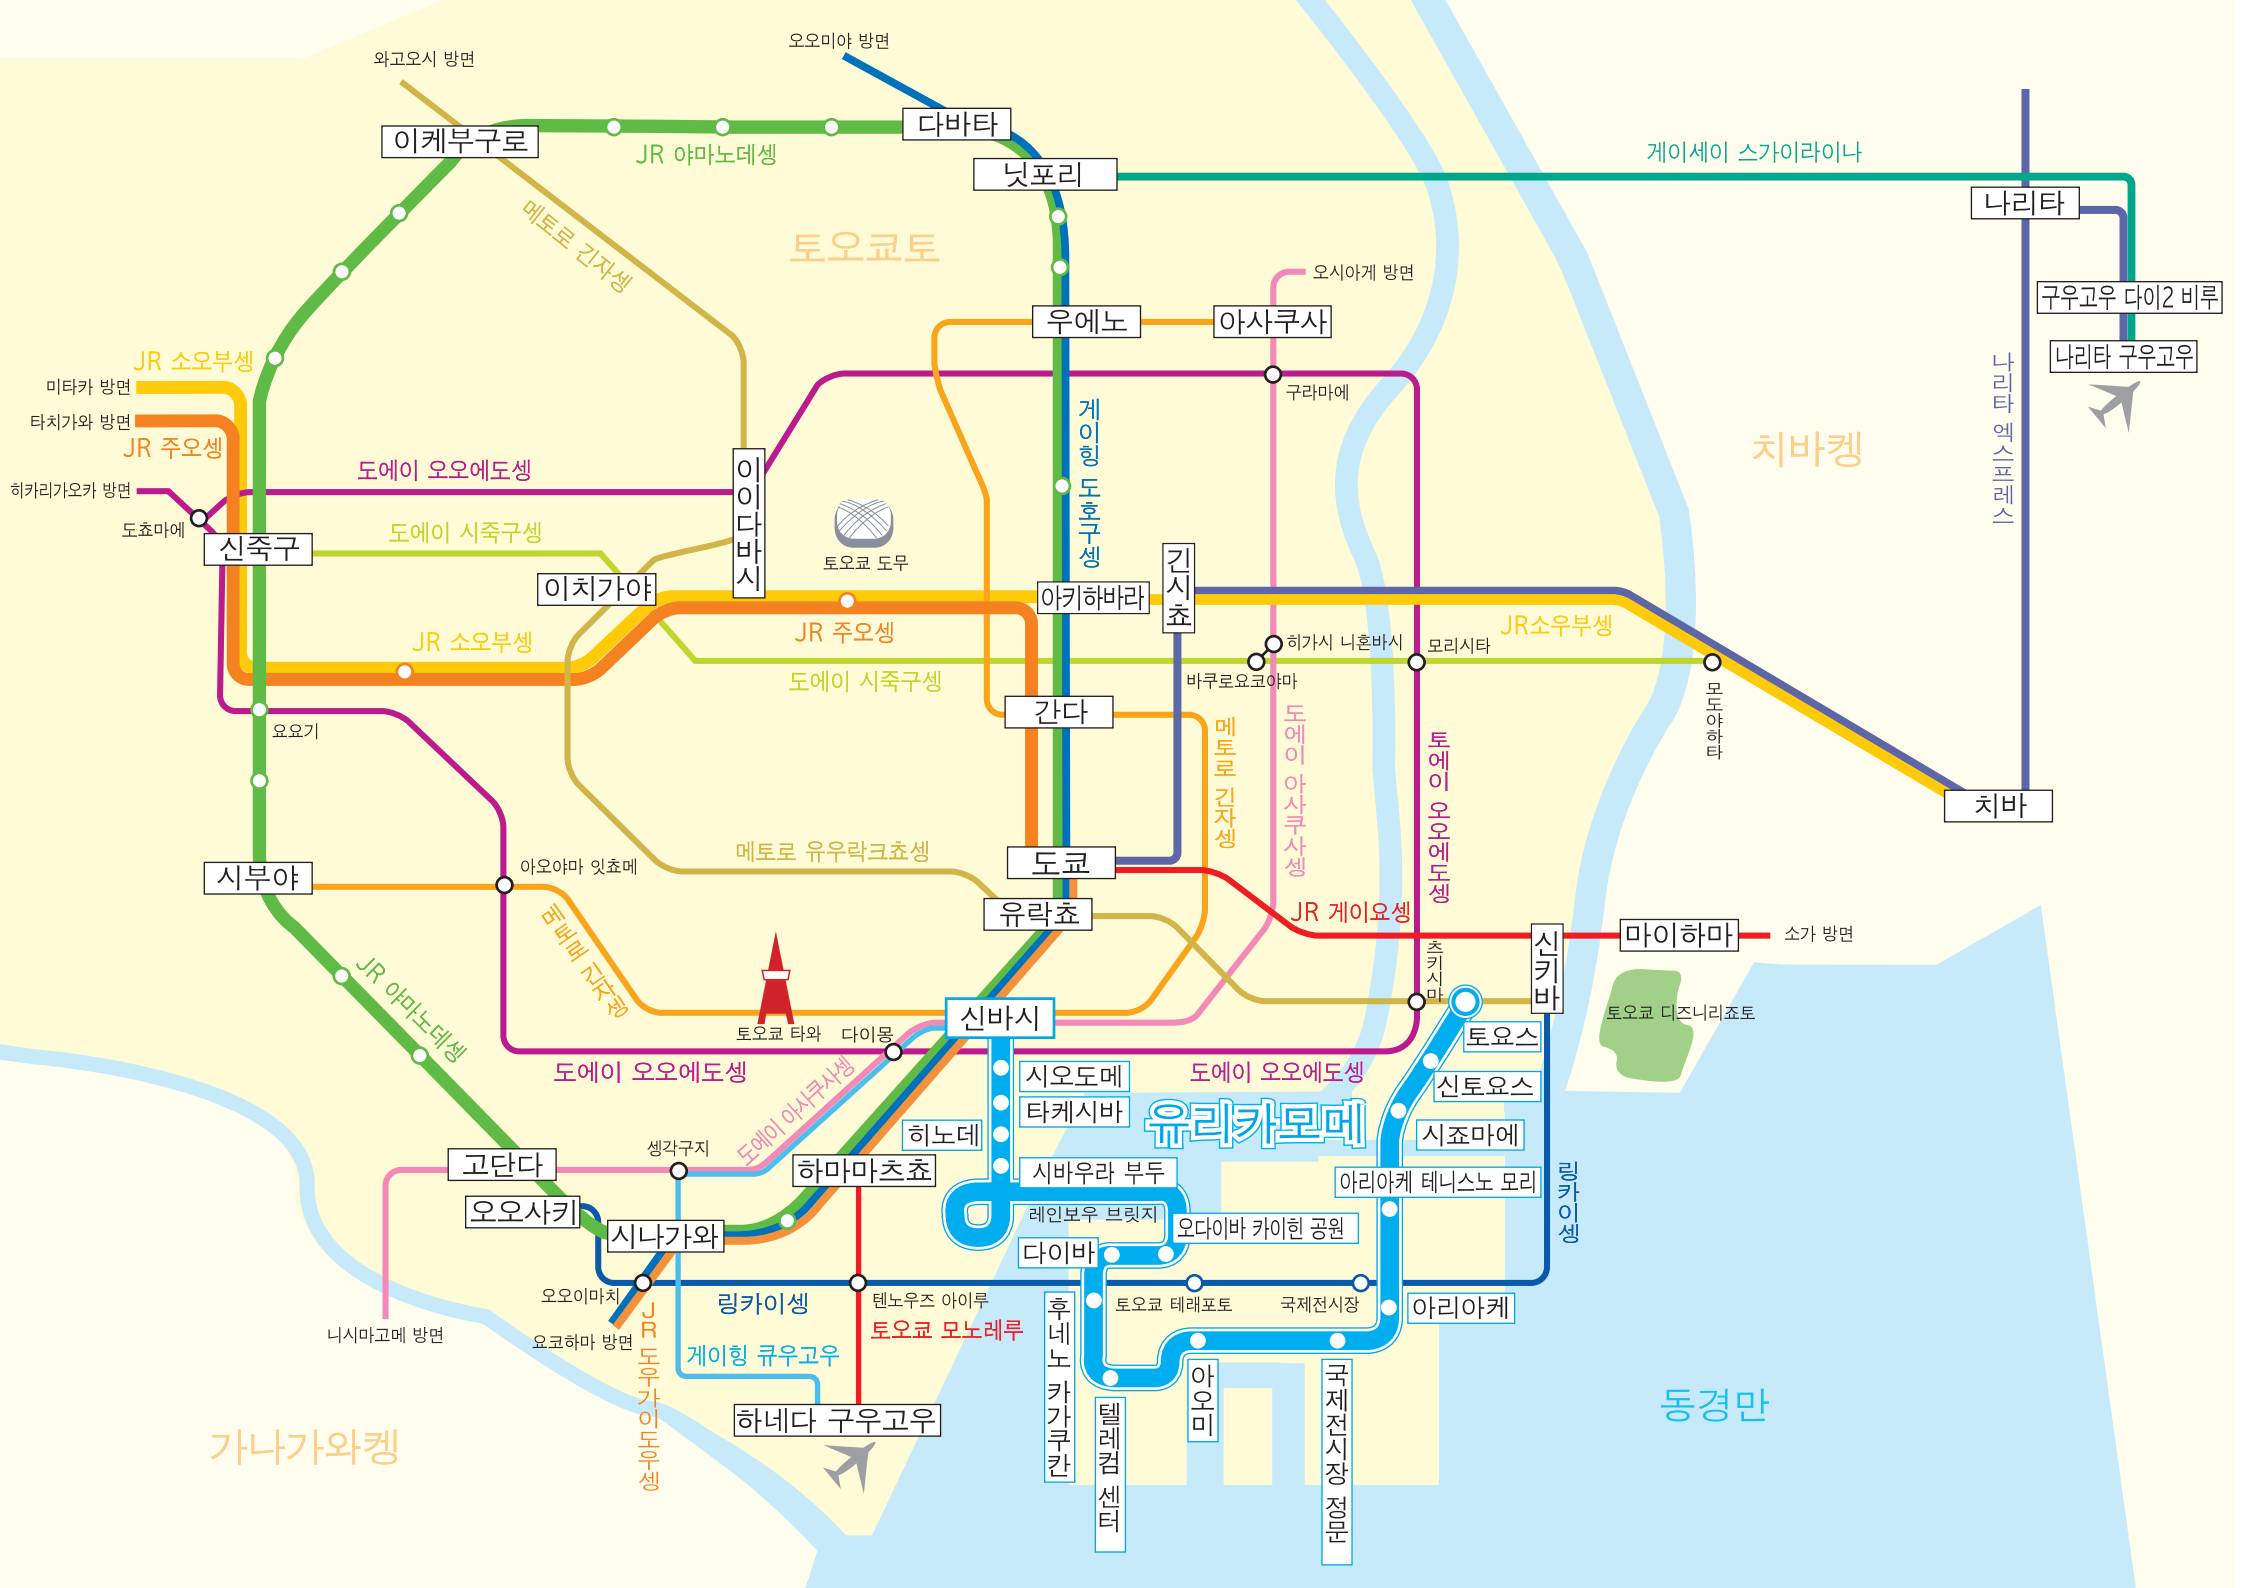 오오미야 방면
와고오시 방면
다바타
이케부구로
JR 야마노데셍
게이세이 스가이라이나
닛포리
나리타
메토로 긴자셍
토오쿄토
오시아게 방면
구우고우 다이2 비루
우에노
아사쿠사
JR 소오부셍
나리타 구우고우
미타카 방면
구라마에
타치가와 방면
JR 주오셍
게이힝 도호구셍
나리타 엑스프레스
치바켕
도에이 오오에도셍
히카리가오카 방면
이이다바시
도쵸마에
도에이 시죽구셍
신죽구
토오쿄 도무
긴시쵸
이치가야
아키하바라
JR 소오부셍
JR 주오셍
JR소우부셍
히가시 니혼바시
모리시타
도에이 시죽구셍
바쿠로요코야마
모도야하타
간다
요요기
메토로 긴자셍
도에이 아사쿠사셍
토에이 오오에도셍
치바
메토로 유우락크쵸셍
도쿄
아오야마 잇쵸메
시부야
유락쵸
JR 게이요셍
메토로 긴자셍
신키바
마이하마
소가 방면
츠키시마
JR 야마노데셍
신바시
토오쿄 디즈니리죠토
토오쿄 타와
다이몽
토요스
도에이 오오에도셍
도에이 오오에도셍
시오도메
신토요스
도에이 아사쿠사셍
타케시바
유리카모메
히노데
시죠마에
셍각구지
고단다
하마마츠쵸
시바우라 부두
아리아케 테니스노 모리
링카이셍
오오사키
레인보우 브릿지
오다이바 카이힌 공원
시나가와
다이바
오오이마치
링카이셍
텐노우즈 아이루
토오쿄 테래포토
국제전시장
아리아케
니시마고메 방면
요코하마 방면
JR 도우가이도우셍
토오쿄 모노레루
게이힝 큐우고우
후네노 카가쿠칸
텔레컴 센터
아오미
국제전시장 정문
하네다 구우고우
가나가와켕
동경만